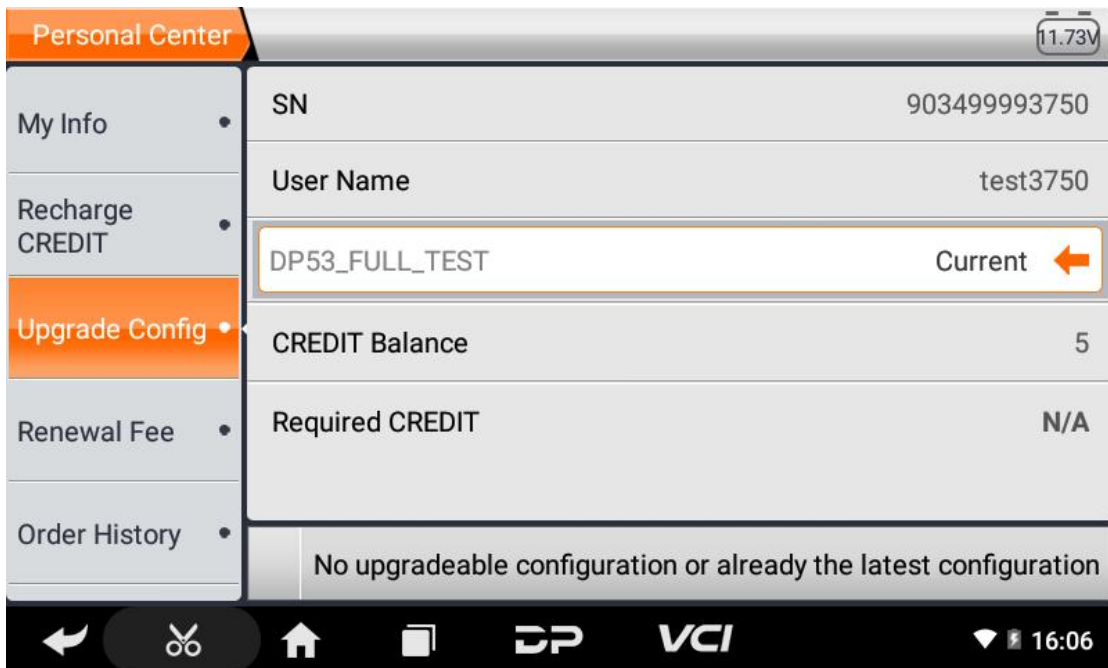 Personal Center
11.73V
My Info
Recharge
CREDIT
Upgrade Config
Renewal Fee
Order History
SN 903499993750
User Name test3750
DP53_FULL_TEST Current
CREDIT Balance 5
Required CREDIT N/A
No upgradeable configuration or already the latest configuration
DP VCI 16:06